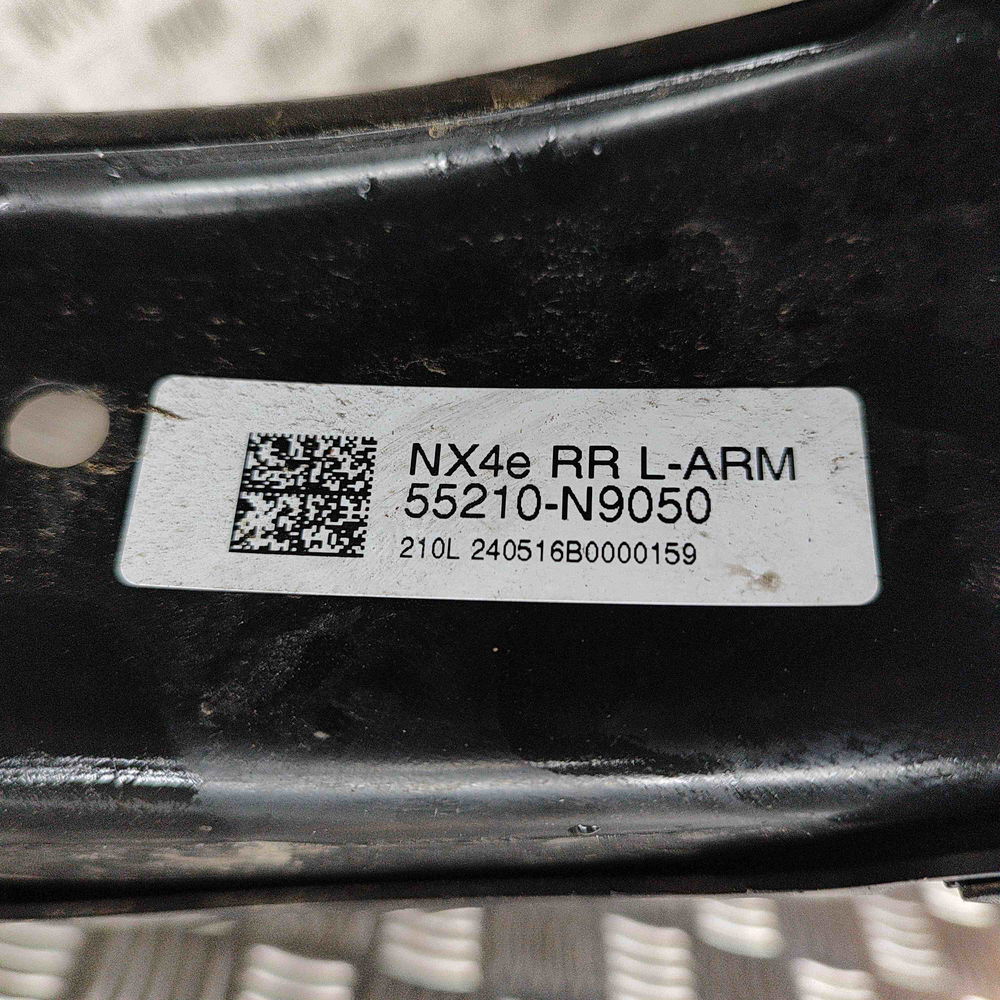 NX4e RR L-ARM
55210-N9050
210L 240516B0000159